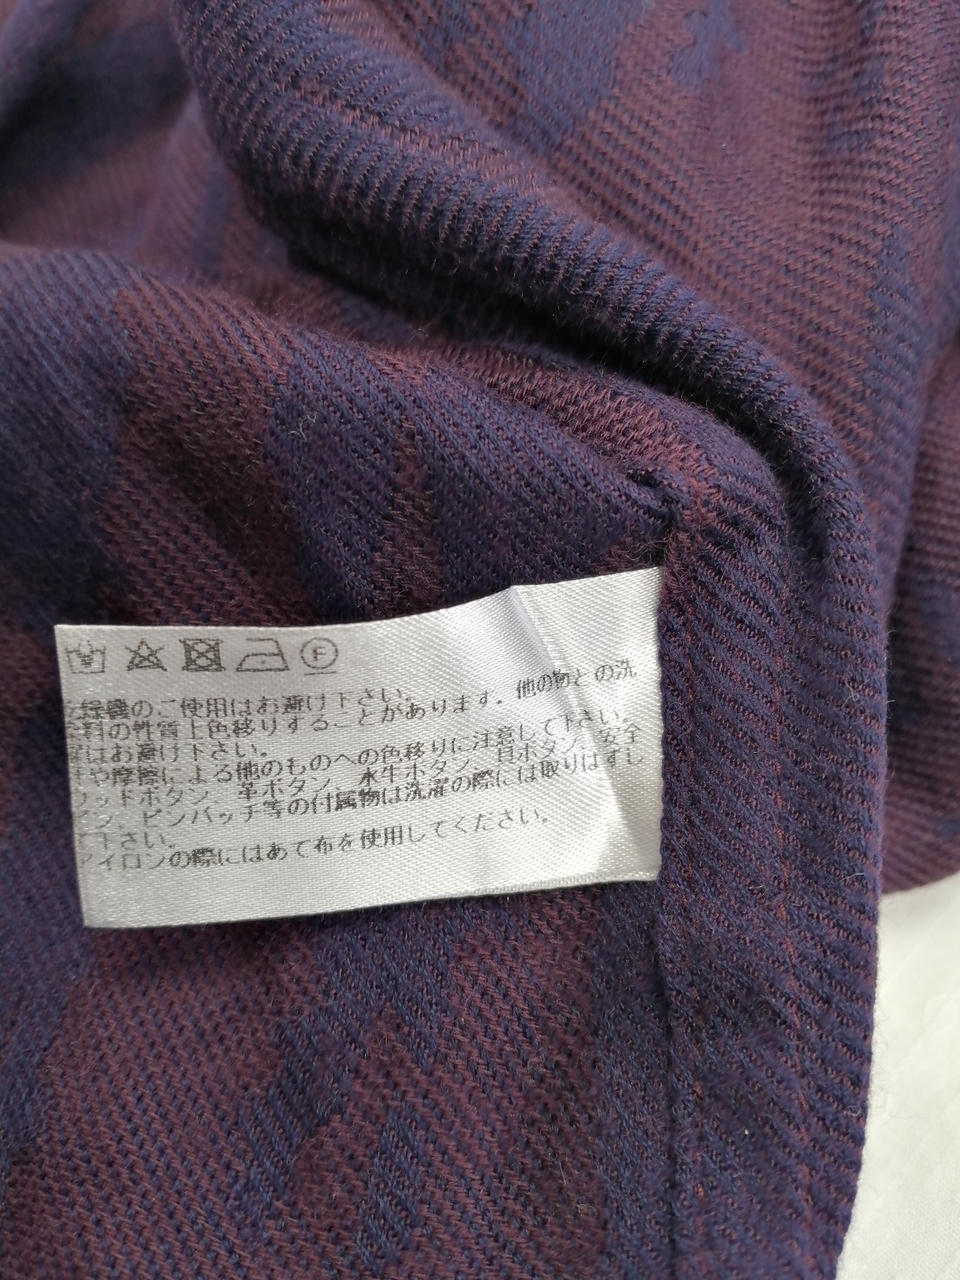 F
乾燥機のご使用はお避け下さい。
素材の性質上色移りすることがあります。他の物との洗
濯はお避け下さい。
や摩擦による他のものへの色移りに注意して下さい。
ッドボタン、革ボタン、水牛ボタン、貝ボタン、安全
ン、ピンバッチ等の付属物は洗濯の際には取りはずし
下さい。
アイロンの際にはあて布を使用してください。